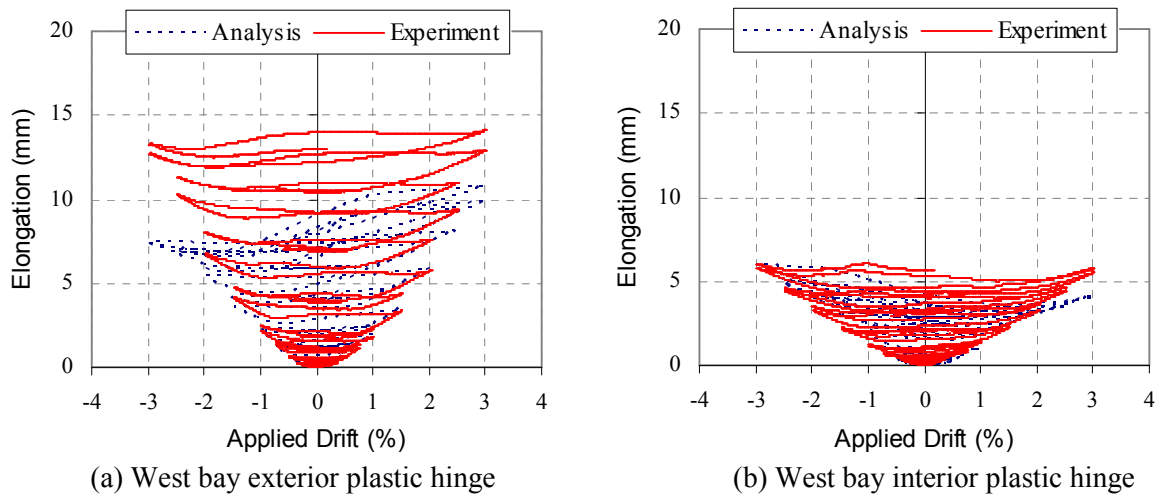 Analysis Experiment
Elongation (mm)
20
15
10
5
0
-4 -3 -2 -1 0 1 2 3 4
Applied Drift (%)
(a) West bay exterior plastic hinge
Analysis Experiment
Elongation (mm)
20
15
10
5
0
-4 -3 -2 -1 0 1 2 3 4
Applied Drift (%)
(b) West bay interior plastic hinge